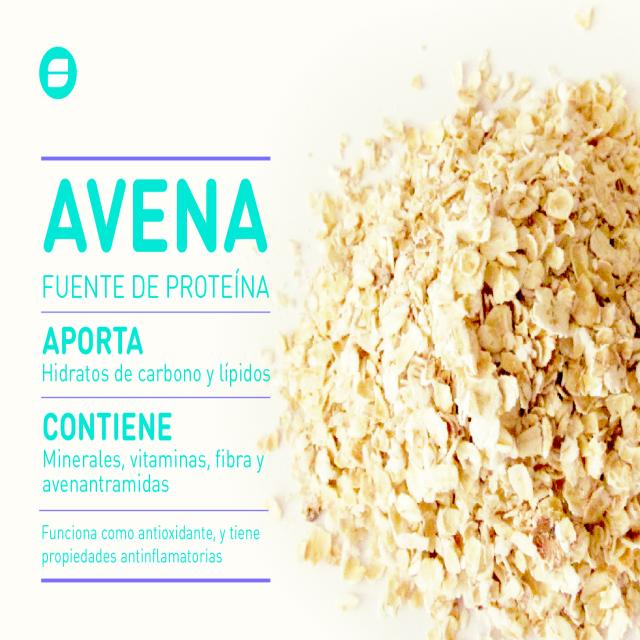 AVENA
FUENTE DE PROTEÍNA
APORTA
Hidratos de carbono y lípidos
CONTIENE
Minerales, vitaminas, fibra y
avenantramidas
Funciona como antioxidante, y tiene
propiedades antinflamatorias